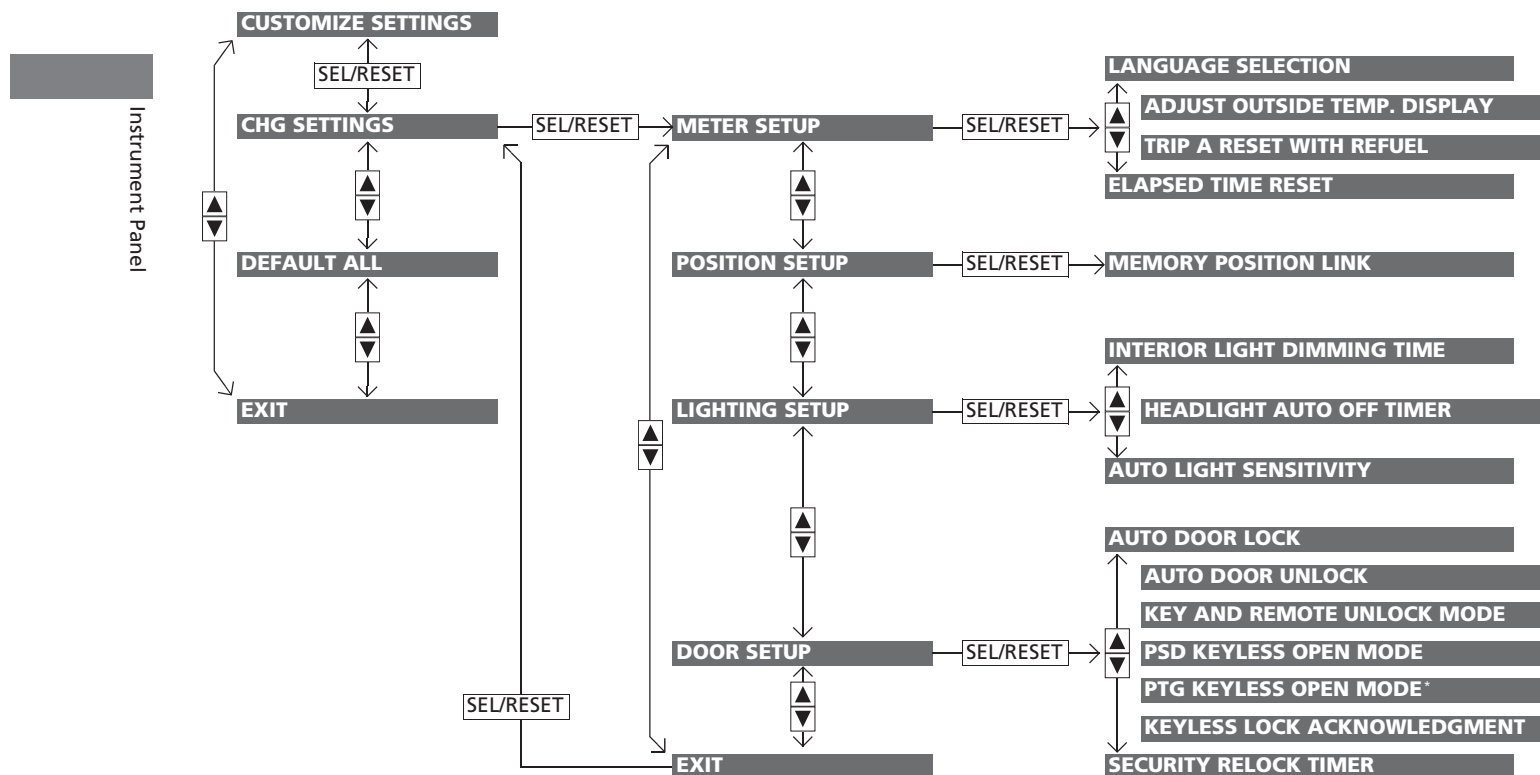 Instrument Panel
CUSTOMIZE SETTINGS
SEL/RESET
CHG SETTINGS
▲
▼
DEFAULT ALL
▲
▼
EXIT
▲
▼
SEL/RESET
SEL/RESET
METER SETUP
▲
▼
POSITION SETUP
▲
▼
LIGHTING SETUP
▲
▼
DOOR SETUP
▲
▼
EXIT
▲
▼
SEL/RESET
LANGUAGE SELECTION
ADJUST OUTSIDE TEMP. DISPLAY
▲
▼
TRIP A RESET WITH REFUEL
ELAPSED TIME RESET
SEL/RESET
MEMORY POSITION LINK
SEL/RESET
INTERIOR LIGHT DIMMING TIME
▲
▼
HEADLIGHT AUTO OFF TIMER
AUTO LIGHT SENSITIVITY
SEL/RESET
AUTO DOOR LOCK
AUTO DOOR UNLOCK
KEY AND REMOTE UNLOCK MODE
▲
▼
PSD KEYLESS OPEN MODE
PTG KEYLESS OPEN MODE*
KEYLESS LOCK ACKNOWLEDGMENT
SECURITY RELOCK TIMER